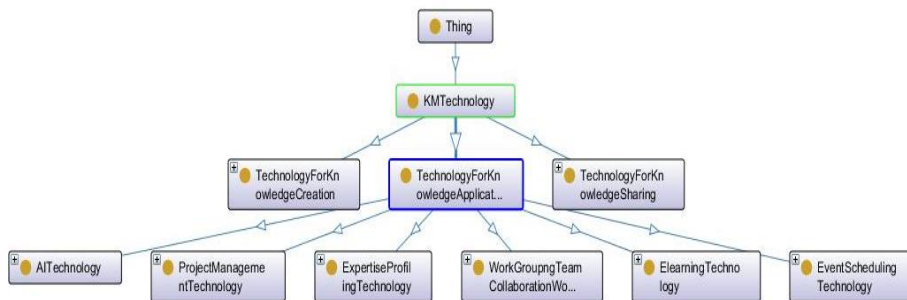 Thing
KMTechnology
TechnologyForKn
owledgeCreation
TechnologyForKn
owledgeApplicat...
TechnologyForKn
owledgeSharing
AITechnology
ProjectManageme
ntTechnology
ExpertiseProfil
ingTechnology
WorkGroupngTeam
CollaborationWo...
ElearningTechno
logy
EventScheduling
Technology